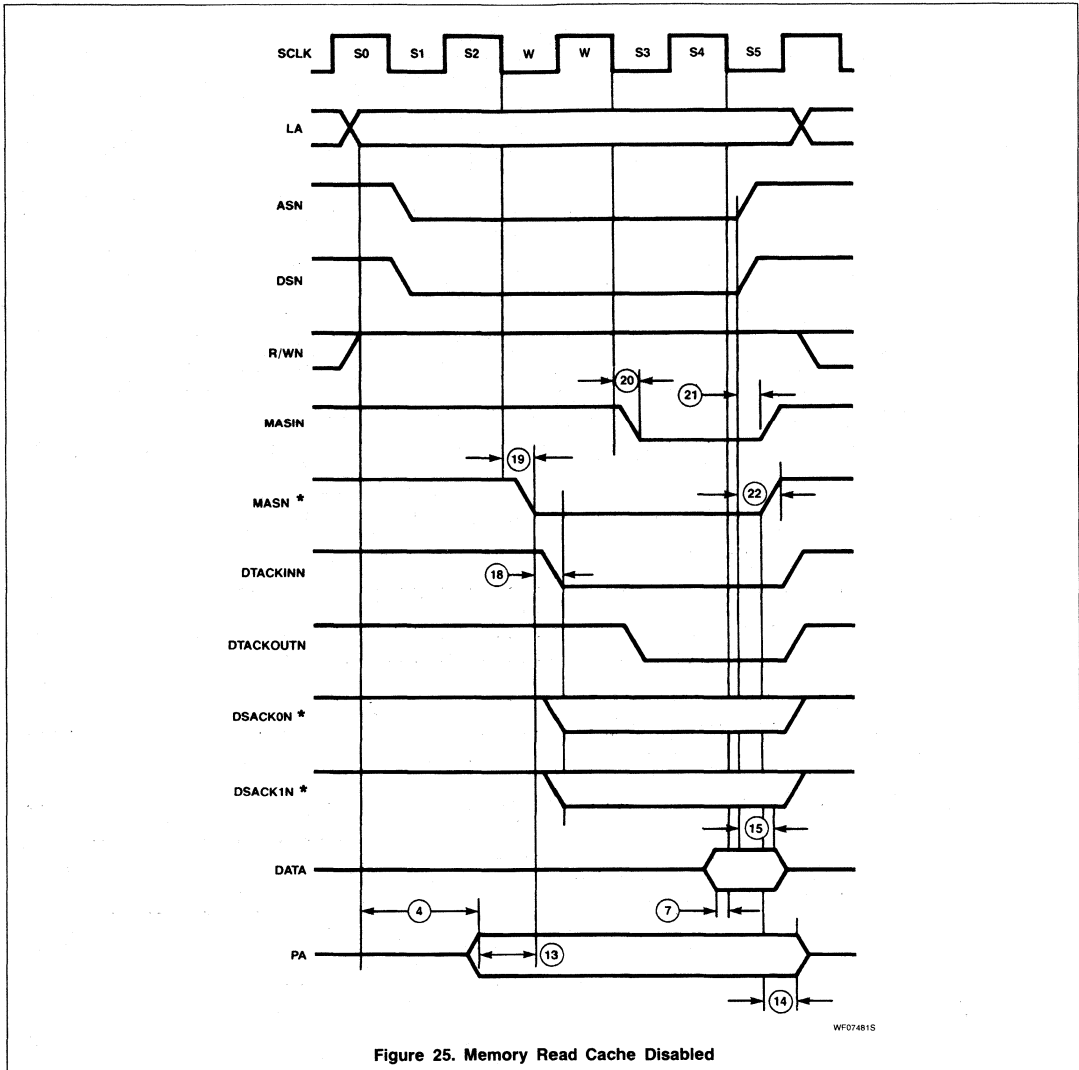 SCLK S0 S1 S2 W W S3 S4 S5
LA
ASN
DSN
R/WN
20
21
MASIN
19
MASN *
22
DTACKINN
18
DTACKOUTN
DSACK0N *
DSACK1N *
15
DATA
4
7
PA
13
14
WF07481S
Figure 25. Memory Read Cache Disabled